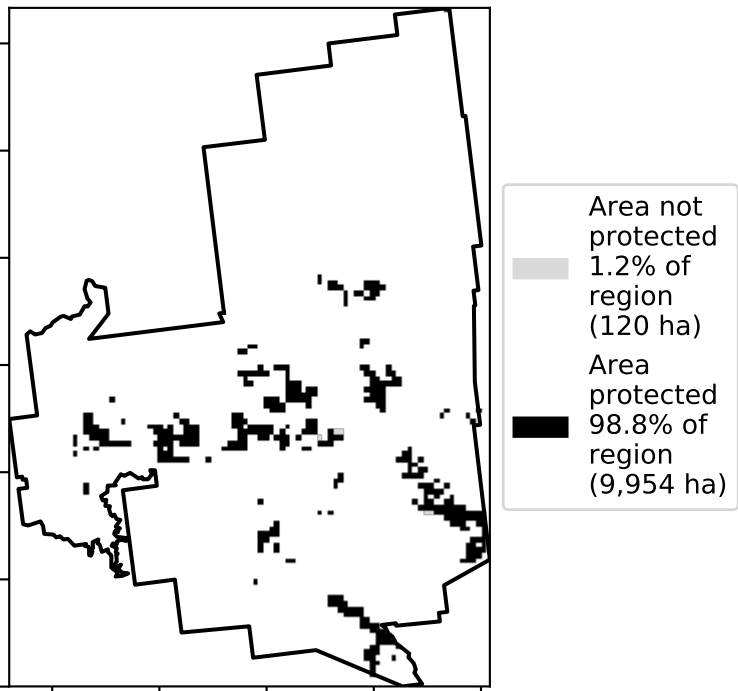 Area not
protected
1.2% of
region
(120 ha)
Area
protected
98.8% of
region
(9,954 ha)